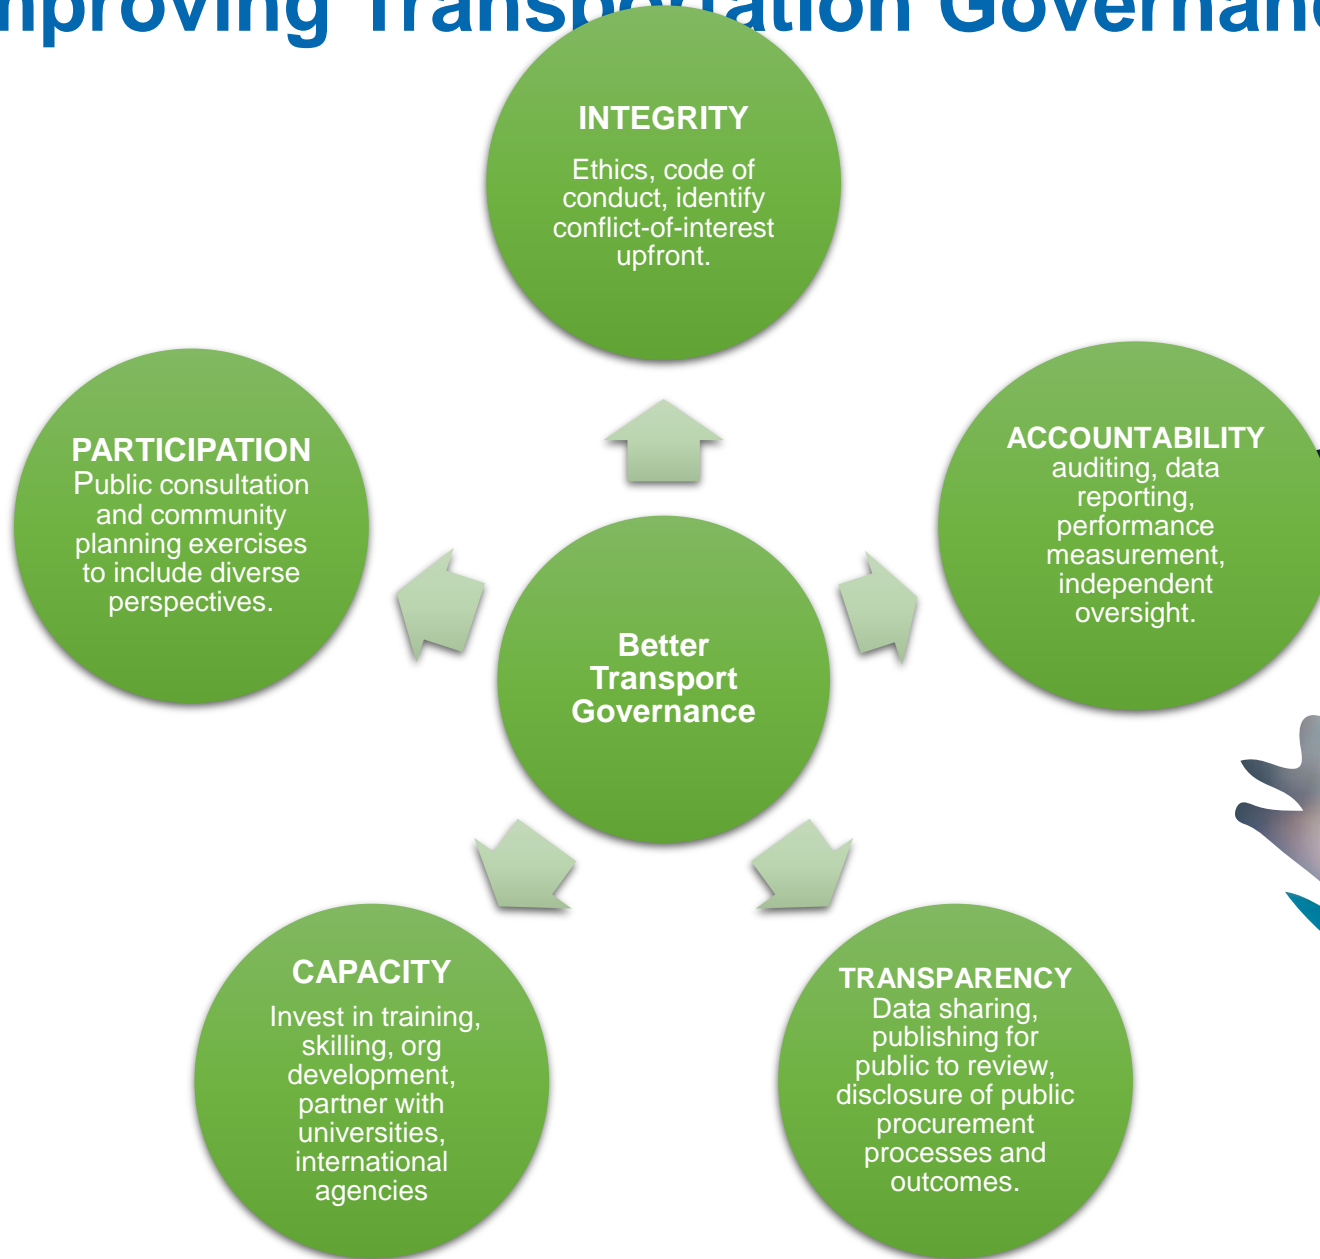 mproving Transportation Governanc
INTEGRITY
Ethics, code of
conduct, identify
conflict-of-interest
upfront.
ACCOUNTABILITY
auditing, data
reporting,
performance
measurement,
independent
oversight.
TRANSPARENCY
Data sharing,
publishing for
public to review,
disclosure of public
procurement
processes and
outcomes.
CAPACITY
Invest in training,
skilling, org
development,
partner with
universities,
international
agencies
PARTICIPATION
Public consultation
and community
planning exercises
to include diverse
perspectives.
Better
Transport
Governance